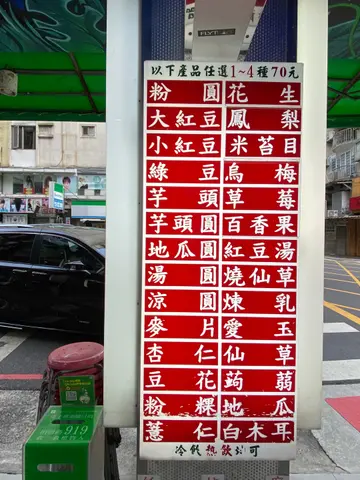 以下產品任選1~4種70元
粉圓 花生
大紅豆 鳳梨
小紅豆 米苔目
綠豆 烏梅
芋頭 草莓
芋頭圓 百香果
地瓜圓 紅豆湯
湯圓 燒仙草
涼圓 煉乳
麥片 愛玉
杏仁 仙草
豆花 蒟蒻
粉粿 地瓜
薏仁 白木耳
冷飲熱飲均可
919